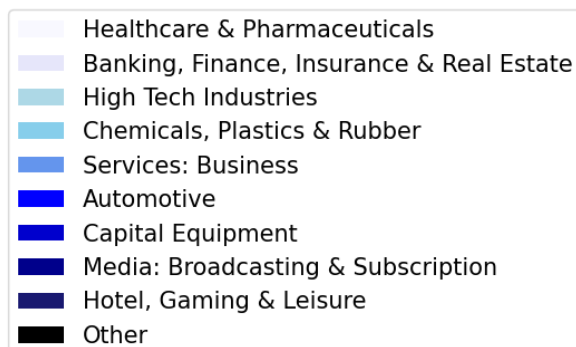 Healthcare & Pharmaceuticals
Banking, Finance, Insurance & Real Estate
High Tech Industries
Chemicals, Plastics & Rubber
Services: Business
Automotive
Capital Equipment
Media: Broadcasting & Subscription
Hotel, Gaming & Leisure
Other